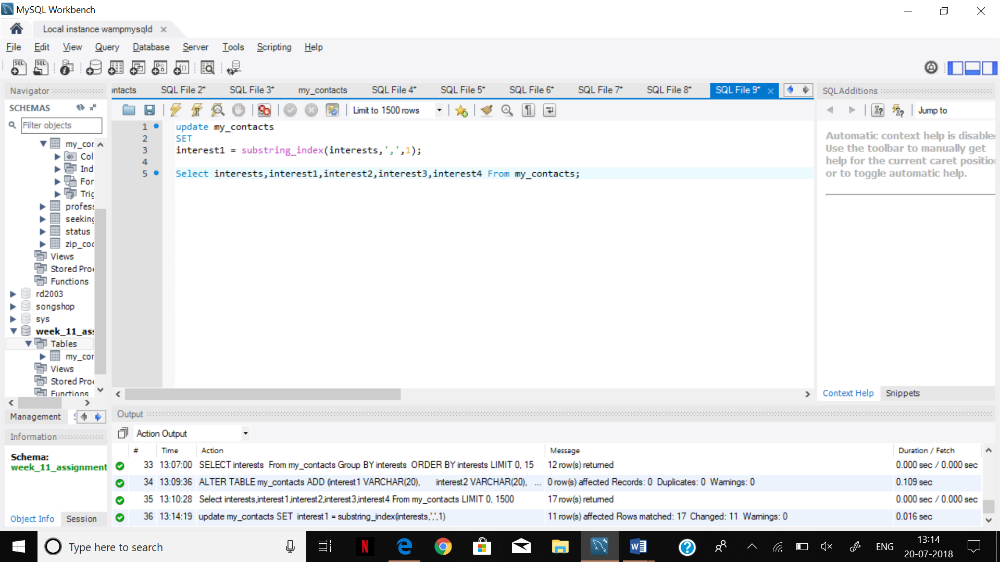 MySQL Workbench
Local instance wampmysqld
File Edit View Query Database Server Tools Scripting Help
Navigator
SCHEMAS
Filter objects
my_cor
Col
Ind
For
Trig
profes
seeking
status
zip_coo
Views
Stored Pro
Functions
rd2003
songshop
sys
week_11_as
Tables
my_cor
Views
Stored Pro
Functions
Management
Information
Schema:
week_11_assignment
Object Info Session
ontacts SQL File 2* SQL File 3* my_contacts SQL File 4* SQL File 5* SQL File 6* SQL File 7* SQL File 8* SQL File 9*
Limit to 1500 rows
1 update my_contacts
2 SET
3 interest1 = substring_index(interests,',',1);
4
5 Select interests,interest1,interest2,interest3,interest4 From my_contacts;
SQLAdditions
Jump to
Automatic context help is disable
Use the toolbar to manually get
help for the current caret position
or to toggle automatic help.
Context Help Snippets
Output
Action Output
# Time Action Message Duration / Fetch
33 13:07:00 SELECT interests From my_contacts Group BY interests ORDER BY interests LIMIT 0, 15 12 row(s) returned 0.000 sec / 0.000 sec
34 13:09:36 ALTER TABLE my_contacts ADD (interest1 VARCHAR(20), interest2 VARCHAR(20), ... 0 row(s) affected Records: 0 Duplicates: 0 Warnings: 0 0.109 sec
35 13:10:28 Select interests,interest1,interest2,interest3,interest4 From my_contacts LIMIT 0, 1500 17 row(s) returned 0.000 sec / 0.000 sec
36 13:14:19 update my_contacts SET interest1 = substring_index(interests,',',1) 11 row(s) affected Rows matched: 17 Changed: 11 Warnings: 0 0.016 sec
Type here to search
ENG
13:14
20-07-2018